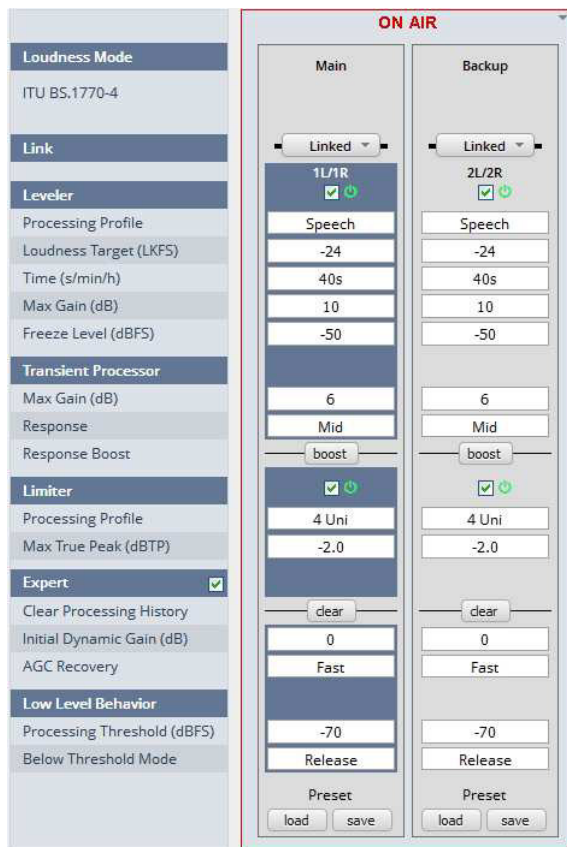 ON AIR
Loudness Mode Main Backup
ITU BS.1770-4
Link Linked Linked
1L/1R 2L/2R
Leveler
Processing Profile Speech Speech
Loudness Target (LKFS) -24 -24
Time (s/min/h) 40s 40s
Max Gain (dB) 10 10
Freeze Level (dBFS) -50 -50
Transient Processor
Max Gain (dB) 6 6
Response Mid Mid
Response Boost boost boost
Limiter
Processing Profile 4 Uni 4 Uni
Max True Peak (dBTP) -2.0 -2.0
Expert
Clear Processing History clear clear
Initial Dynamic Gain (dB) 0 0
AGC Recovery Fast Fast
Low Level Behavior
Processing Threshold (dBFS) -70 -70
Below Threshold Mode Release Release
Preset Preset
load save load save